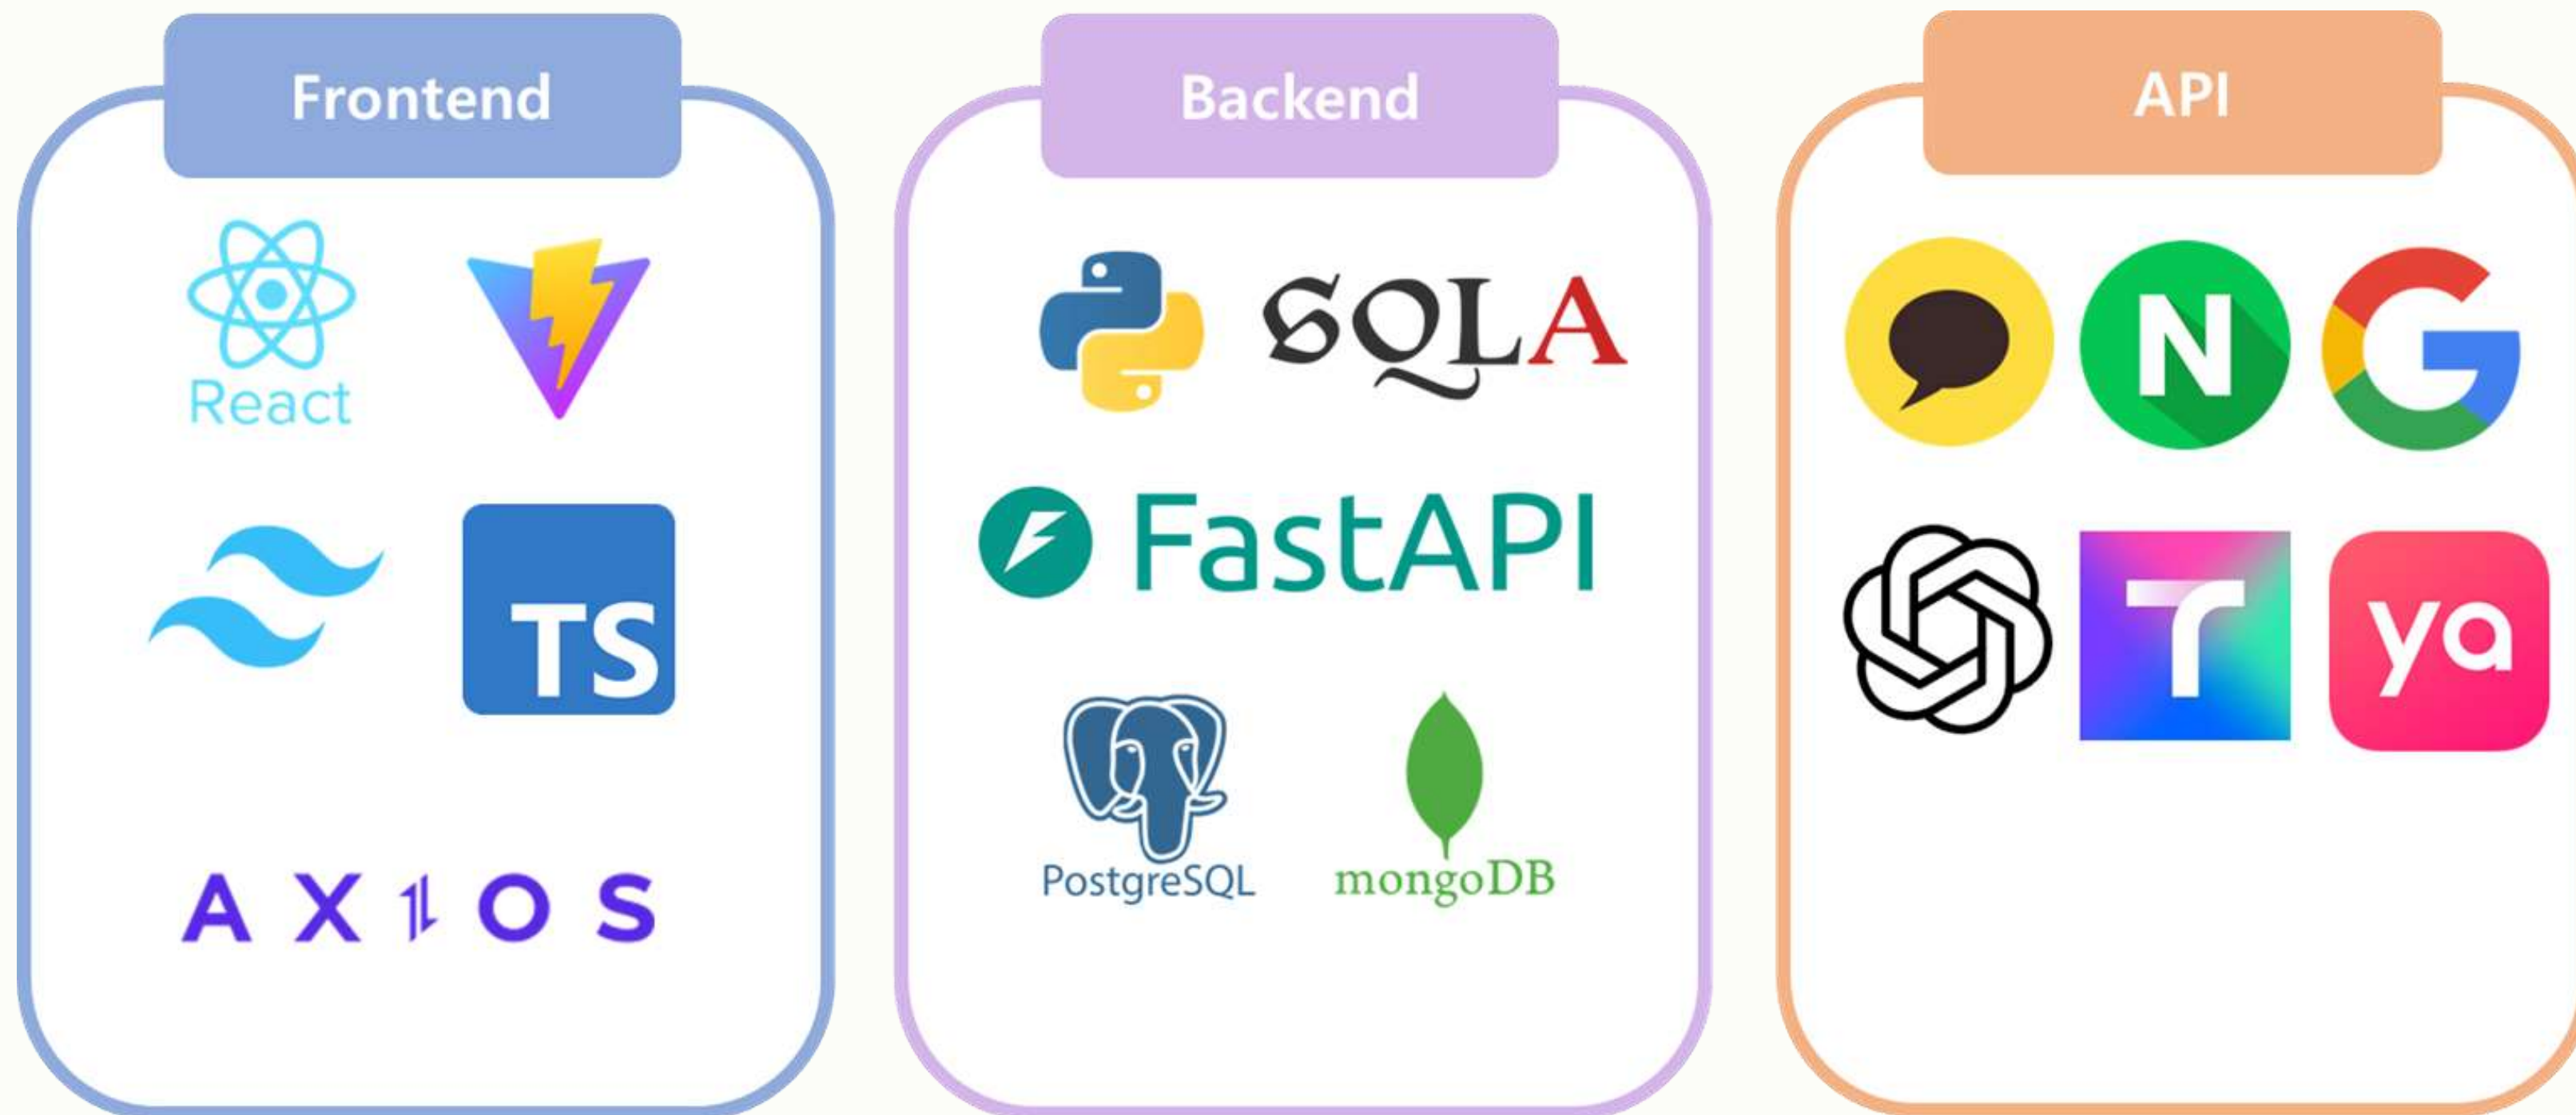 Frontend
React
TS
AXIOS
Backend
SQLA
FastAPI
PostgreSQL
mongoDB
API
N
G
T
ya